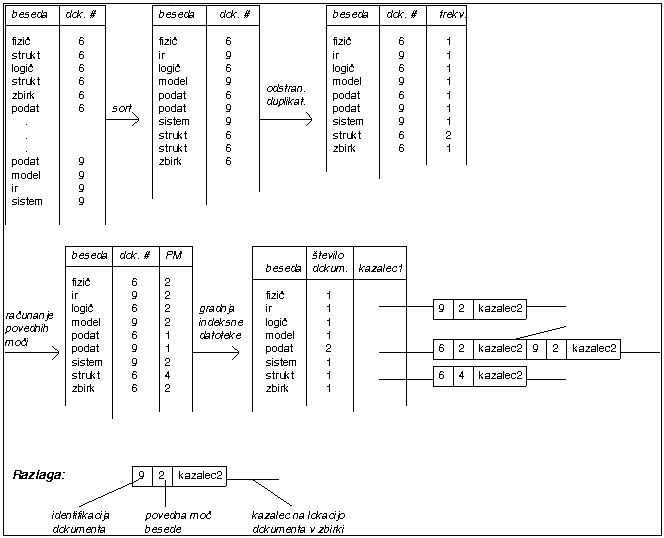 beseda dok. #
fizič 6
strukt 6
logič 6
strukt 6
zbirk 6
podat 6
.
.
.
podat 9
model 9
ir 9
sistem 9
sort
beseda dok. #
fizič 6
ir 9
logič 6
model 9
podat 6
podat 9
sistem 9
strukt 6
strukt 6
zbirk 6
odstran.
duplikat.
beseda dok. # frekv.
fizič 6 1
ir 9 1
logič 6 1
model 9 1
podat 6 1
podat 9 1
sistem 9 1
strukt 6 2
zbirk 6 1
računanje
povednih
moči
beseda dok. # PM
fizič 6 2
ir 9 2
logič 6 2
model 9 2
podat 6 1
podat 9 1
sistem 9 2
strukt 6 4
zbirk 6 2
gradnja
indeksne
datoteke
število
beseda dokum. kazalec1
fizič 1
ir 1
logič 1
model 1
podat 2
sistem 1
strukt 1
zbirk 1
9 2 kazalec2
6 2 kazalec2 9 2 kazalec2
6 4 kazalec2
Razlaga:
9 2 kazalec2
identifikacija
dokumenta
povedna moč
besede
kazalec na lokacijo
dokumenta v zbirki